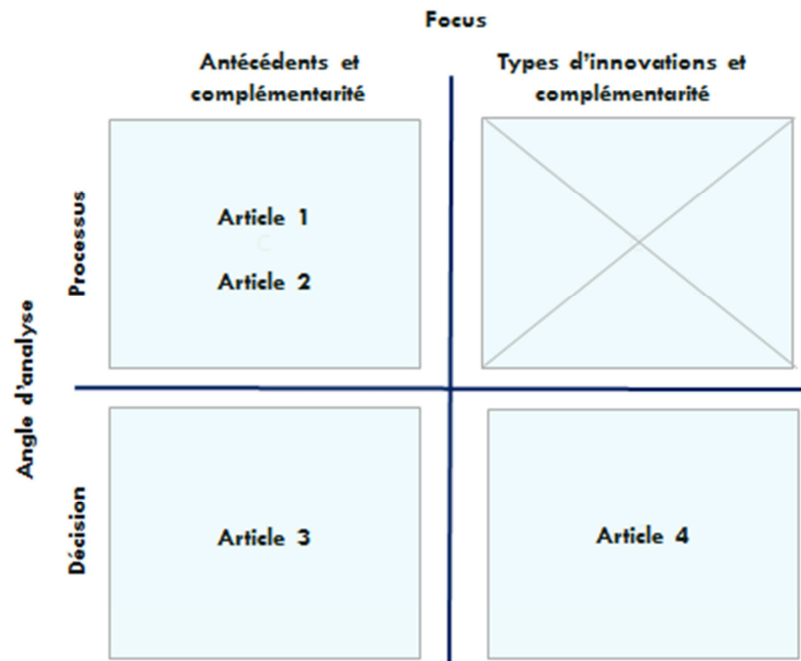 Focus
Antécédents et
complémentarité
Types d'innovations et
complémentarité
Angle d'analyse
Processus
Article 1
Article 2
Décision
Article 3
Article 4